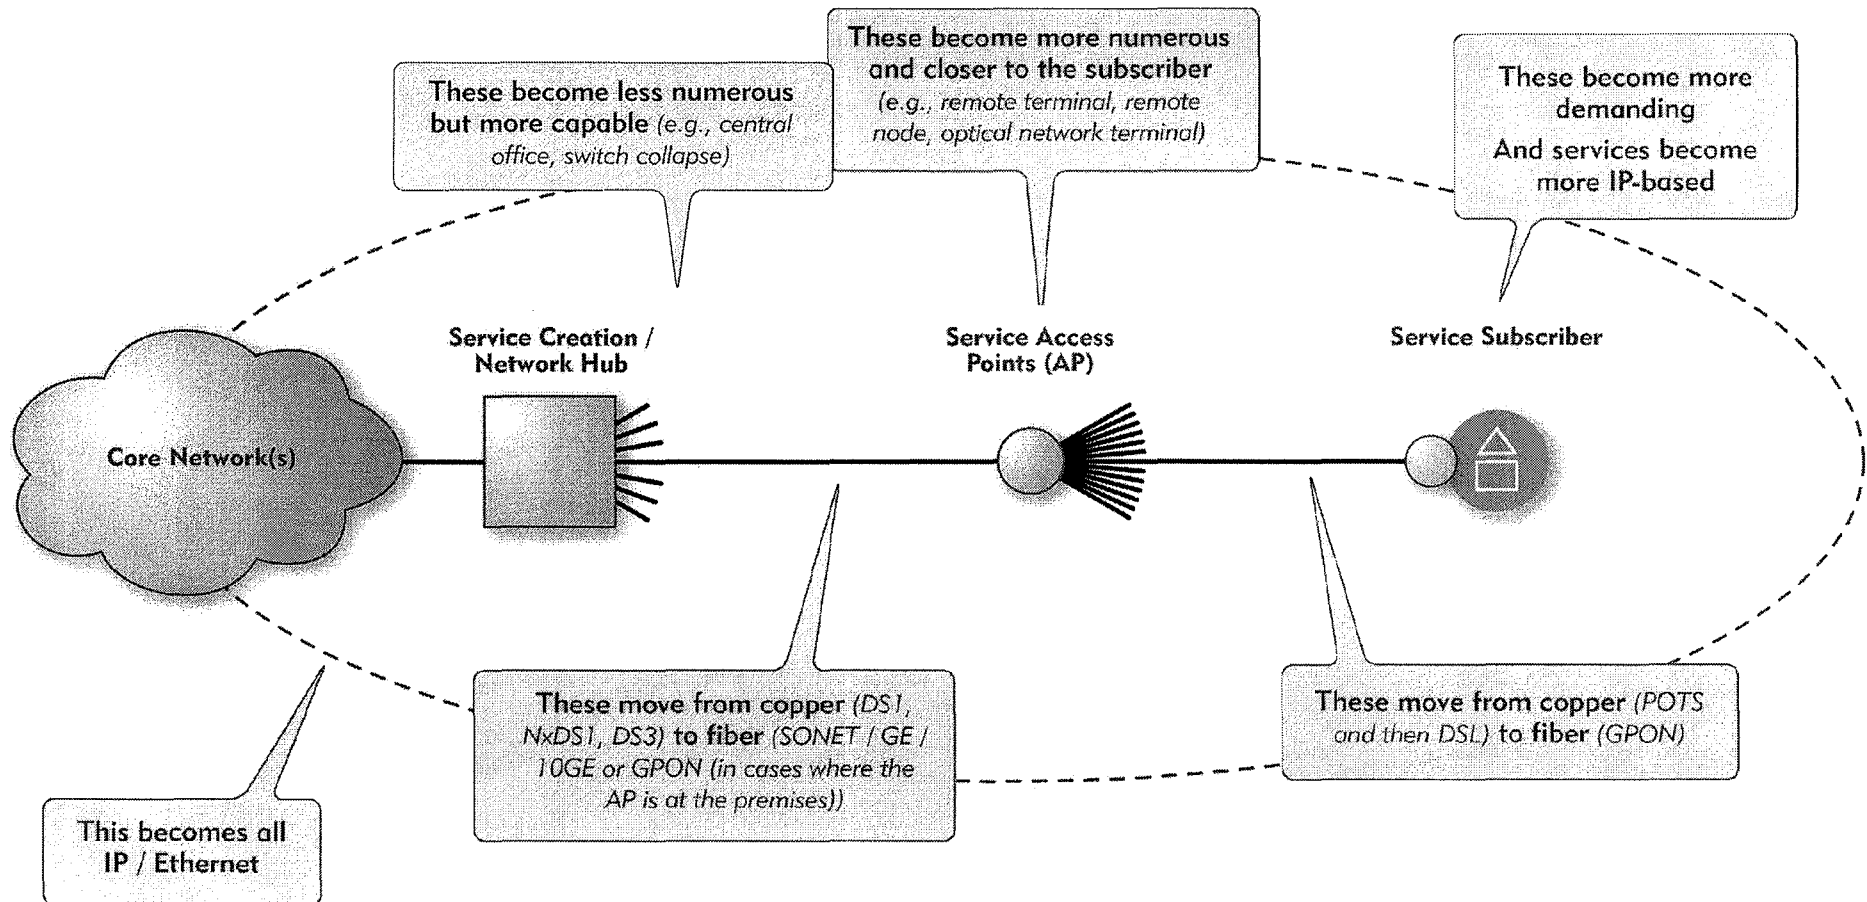 These become less numerous
but more capable (e.g., central
office, switch collapse)
These become more numerous
and closer to the subscriber
(e.g., remote terminal, remote
node, optical network terminal)
These become more
demanding
And services become
more IP-based
Service Creation /
Network Hub
Service Access
Points (AP)
Service Subscriber
Core Network(s)
These move from copper (DS1,
NxDS1, DS3) to fiber (SONET / GE /
10GE or GPON (in cases where the
AP is at the premises))
These move from copper (POTS
and then DSL) to fiber (GPON)
This becomes all
IP / Ethernet